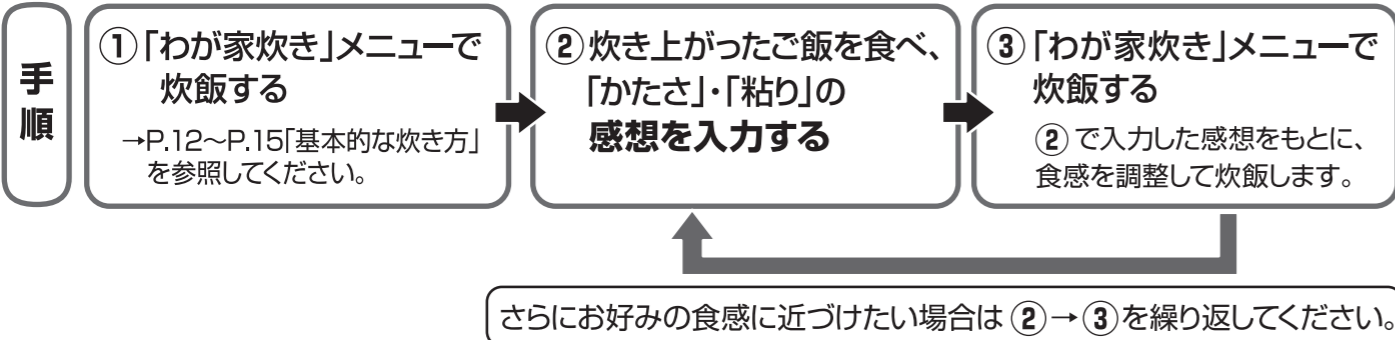 手順
①「わが家炊き」メニューで
炊飯する
→P.12~P.15「基本的な炊き方」
を参照してください。
②炊き上がったご飯を食べ、
「かたさ」・「粘り」の
感想を入力する
③「わが家炊き」メニューで
炊飯する
②で入力した感想をもとに、
食感を調整して炊飯します。
さらにお好みの食感に近づけたい場合は②→③を繰り返してください。